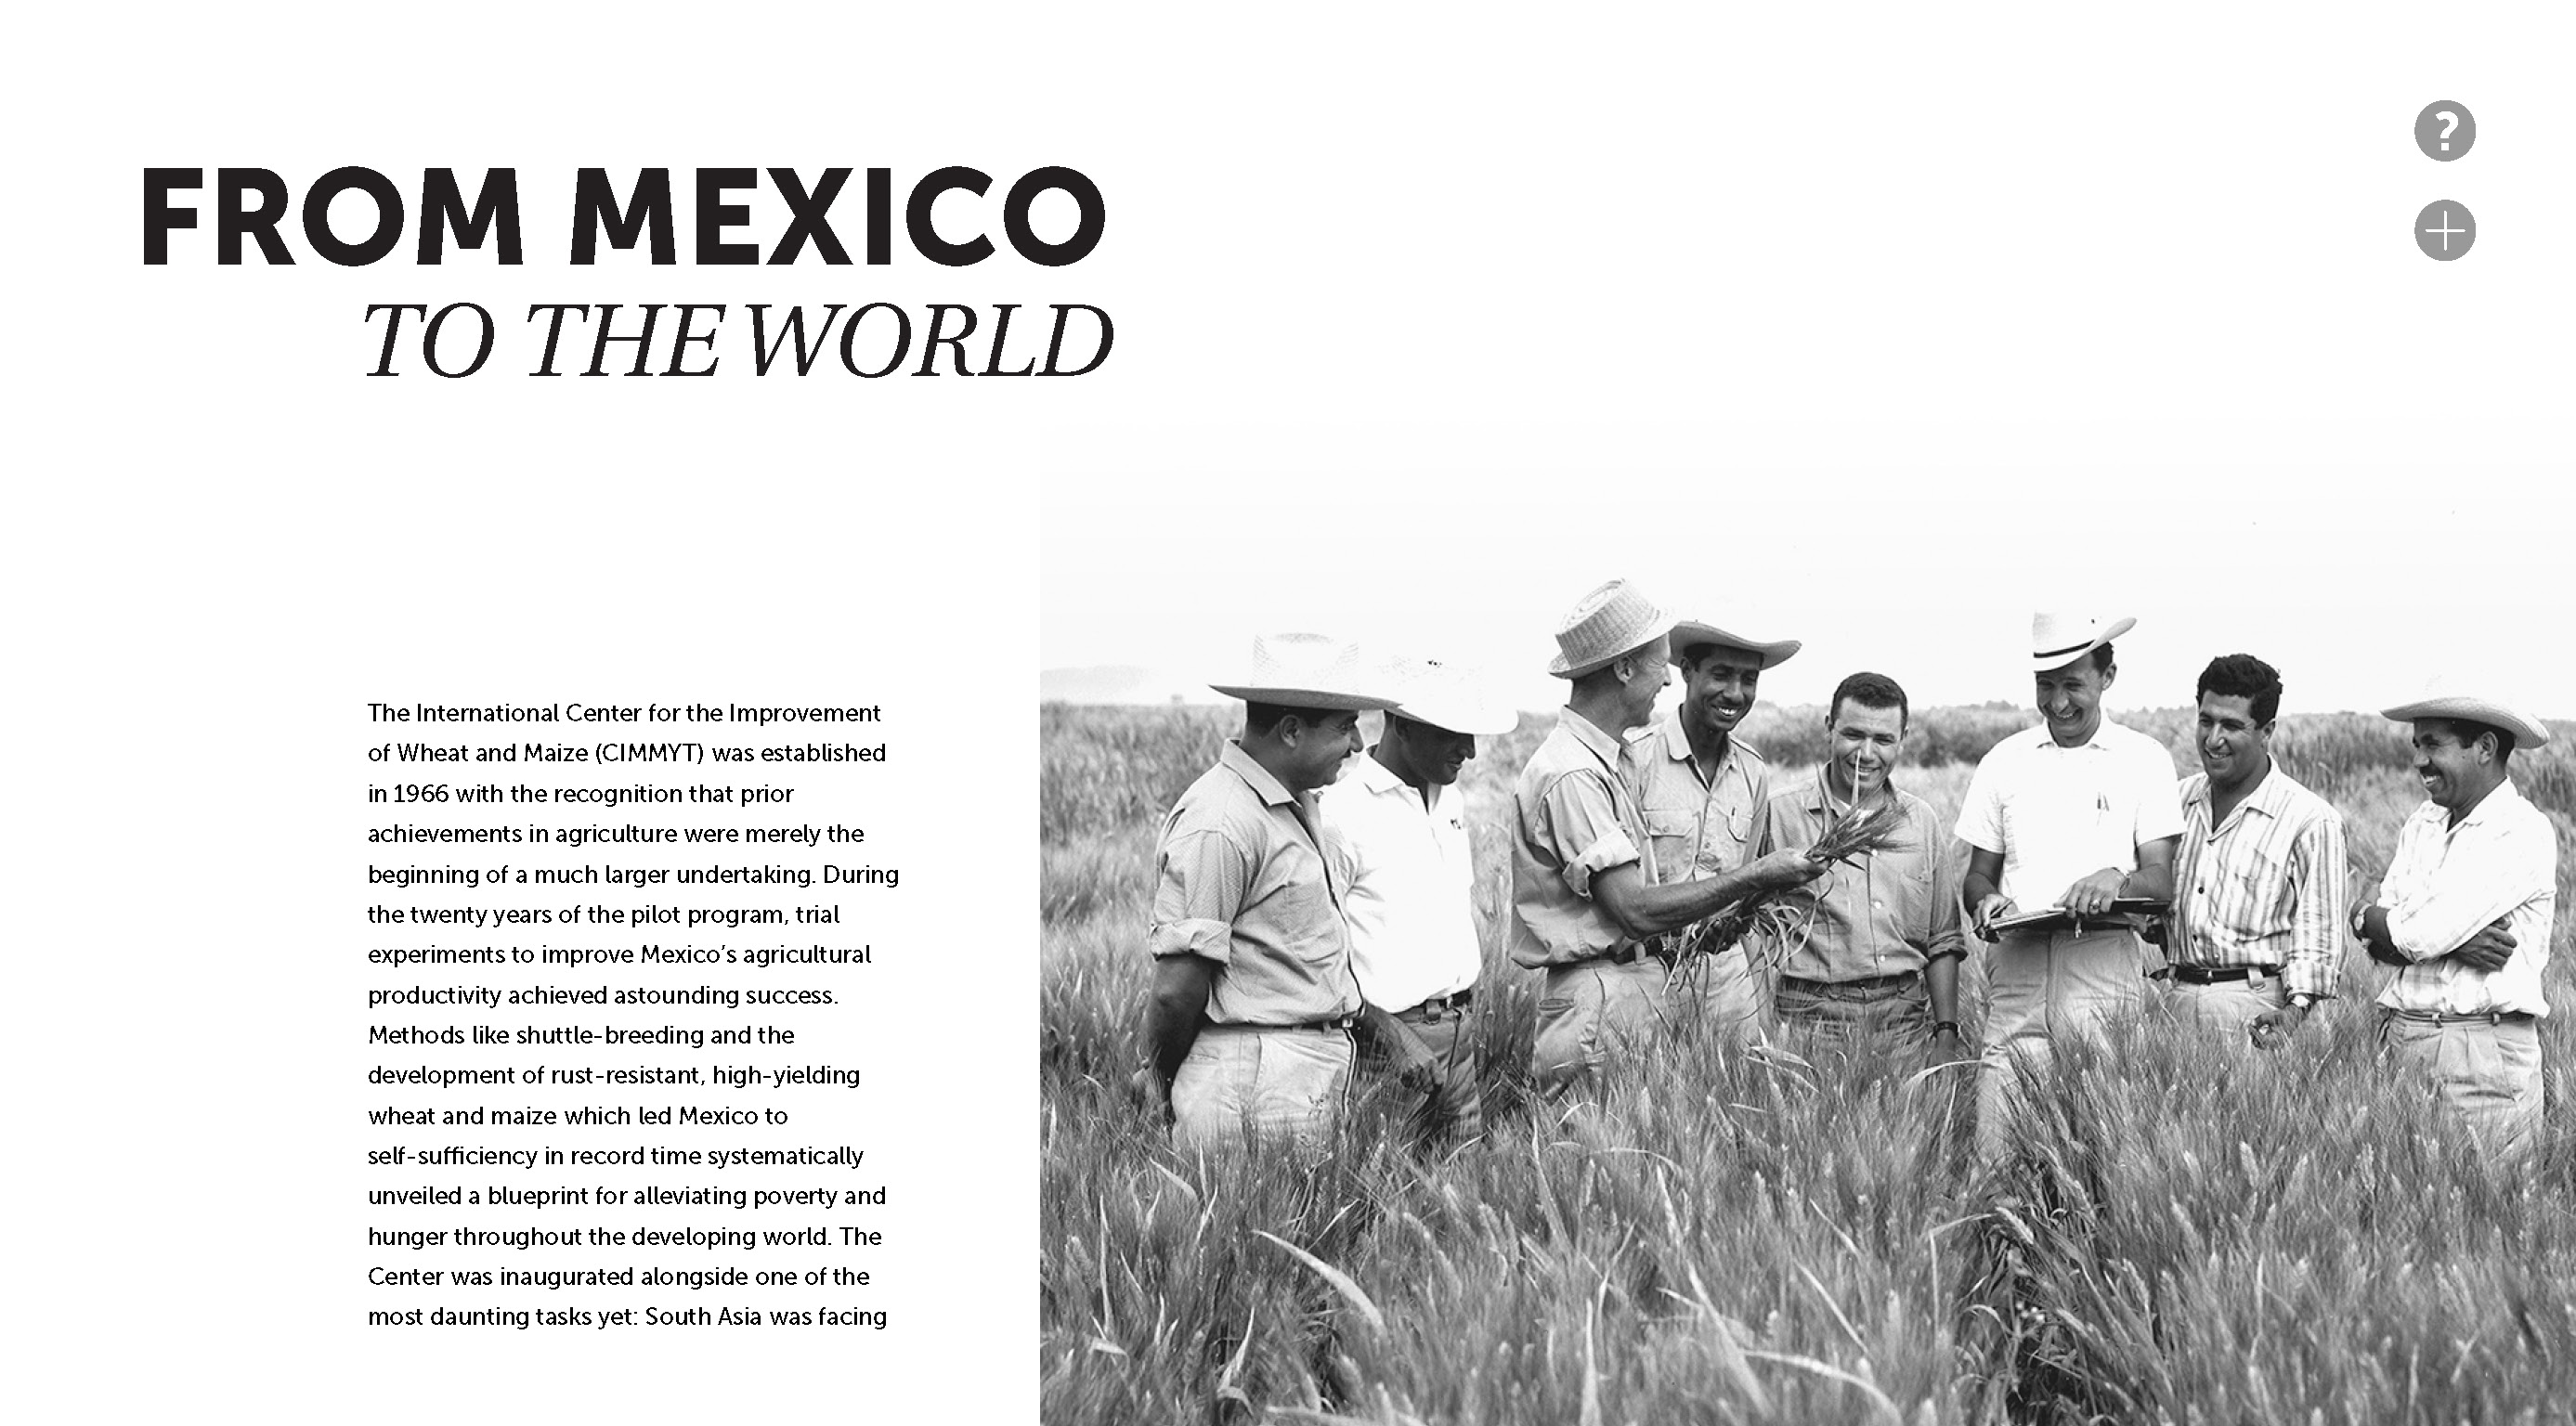 FROM MEXICO
TO THE WORLD
?
The International Center for the Improvement
of Wheat and Maize (CIMMYT) was established
in 1966 with the recognition that prior
achievements in agriculture were merely the
beginning of a much larger undertaking. During
the twenty years of the pilot program, trial
experiments to improve Mexico’s agricultural
productivity achieved astounding success.
Methods like shuttle-breeding and the
development of rust-resistant, high-yielding
wheat and maize which led Mexico to
self-sufficiency in record time systematically
unveiled a blueprint for alleviating poverty and
hunger throughout the developing world. The
Center was inaugurated alongside one of the
most daunting tasks yet: South Asia was facing